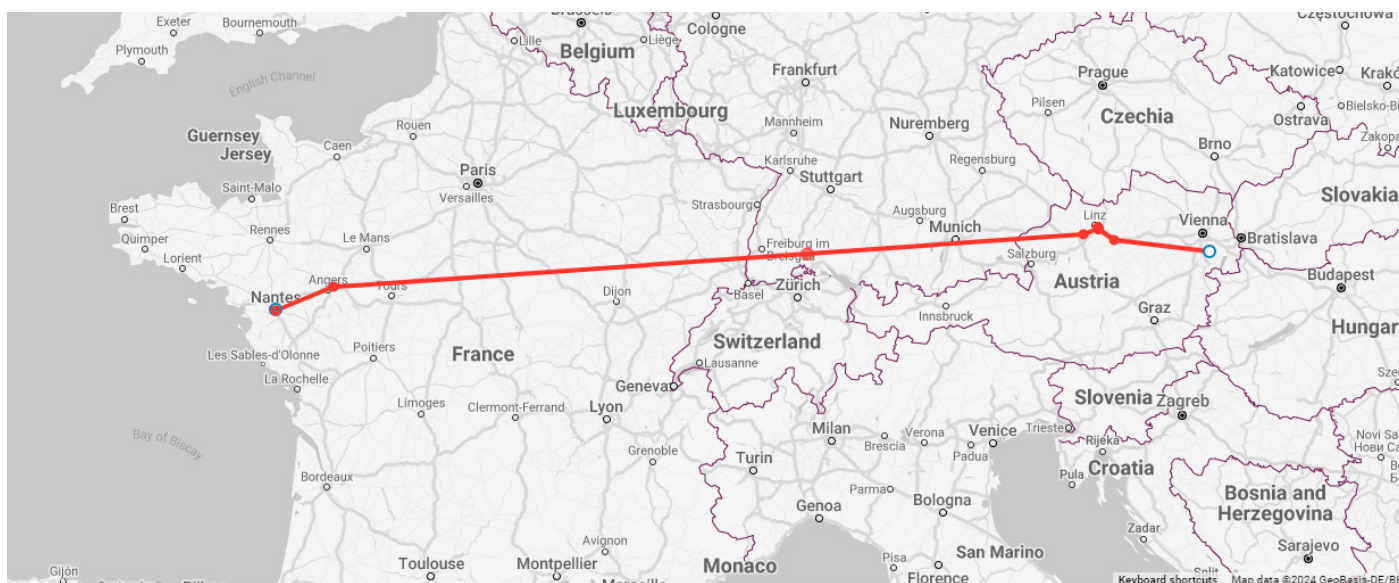 Exeter
Bournemouth
Plymouth
English Channel
Guernsey
Jersey
Lille
Belgium
Liège
Cologne
Luxembourg
Frankfurt
Mannheim
Nuremberg
Karlsruhe
Stuttgart
Regensburg
Strasbourg
Augsburg
Munich
Freiburg im
Prague
Pilsen
Czechia
Częstochowa
Katowice
Ostrava
Bielsko-Bi
Brno
Slovakia
Rouen
Caen
Paris
Versailles
Saint-Malo
Brest
Quimper
Lorient
Rennes
Le Mans
Angers
Nantes
Tours
Dijon
Basel
Zürich
Linz
Salzburg
Vienna
Bratislava
Austria
Innsbruck
Graz
Budapest
Les Sables-d'Olonne
Poitiers
France
La Rochelle
Limoges
Clermont-Ferrand
Switzerland
Lausanne
Geneva
Lyon
Grenoble
Bay of Biscay
Bordeaux
Milan
Turin
Brescia
Verona
Venice
Padua
Trieste
Slovenia
Zagreb
Rijeka
Pula
Croatia
Parma
Bologna
Genoa
Bosnia and
Herzegovina
Zadar
Sarajevo
Gijón
Toulouse
Montpellier
Avignon
Monaco
Pisa
Florence
San Marino
Novi Sa
Нови Са
Keyboard shortcuts
Map data ©2024 GeoBasis-DE/B